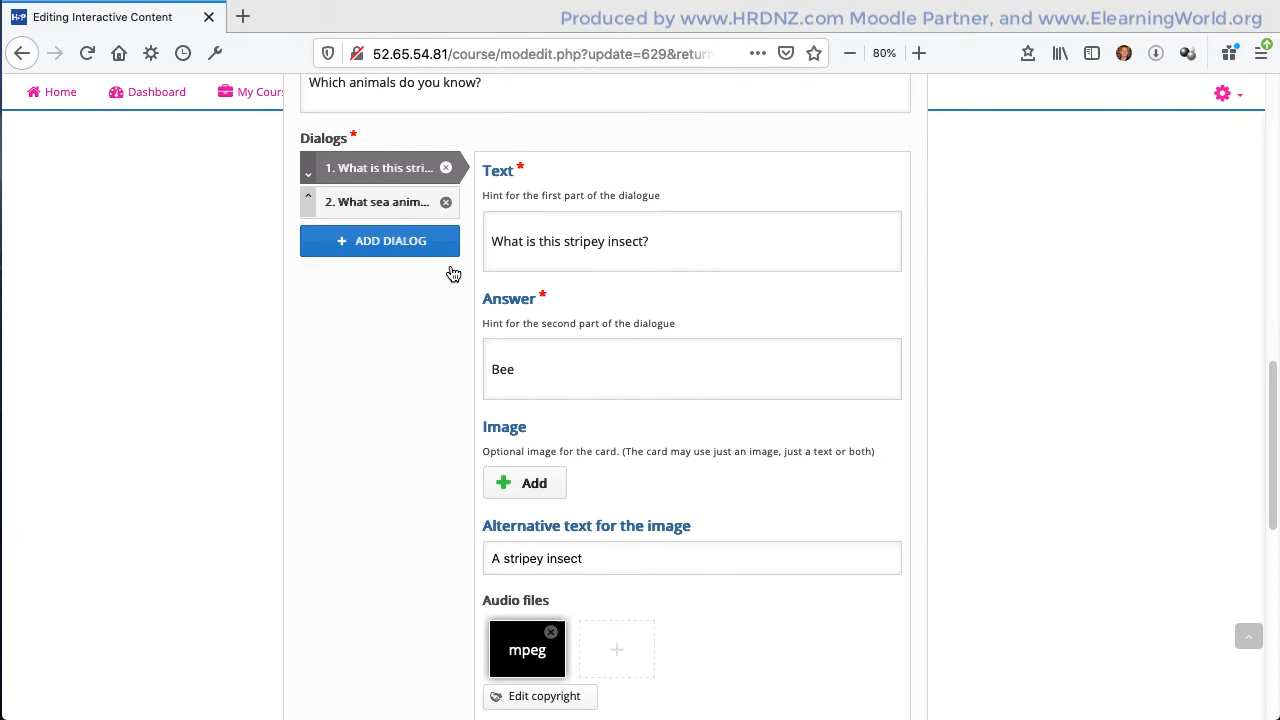 Editing Interactive Content
Produced by www.HRDNZ.com Moodle Partner, and www.ElearningWorld.org
52.65.54.81/course/modedit.php?update=629&return
80%
Home
Dashboard
My Cours
Which animals do you know?
Dialogs *
1. What is this stri...
2. What sea anim...
+ ADD DIALOG
Text *
Hint for the first part of the dialogue
What is this stripey insect?
Answer *
Hint for the second part of the dialogue
Bee
Image
Optional image for the card. (The card may use just an image, just a text or both)
Add
Alternative text for the image
A stripey insect
Audio files
mpeg
Edit copyright